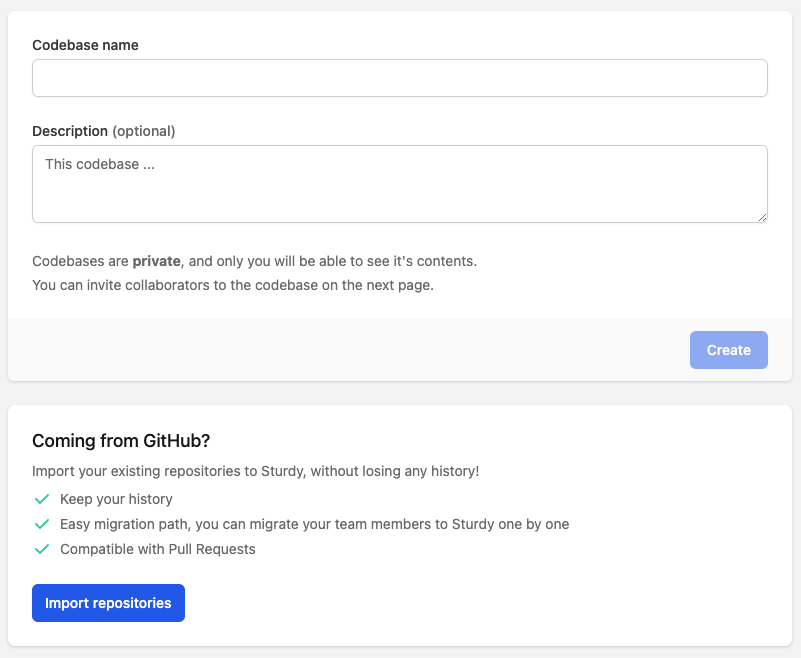 Codebase name
Description (optional)
This codebase ...
Codebases are private, and only you will be able to see it's contents.
You can invite collaborators to the codebase on the next page.
Create
Coming from GitHub?
Import your existing repositories to Sturdy, without losing any history!
Keep your history
Easy migration path, you can migrate your team members to Sturdy one by one
Compatible with Pull Requests
Import repositories